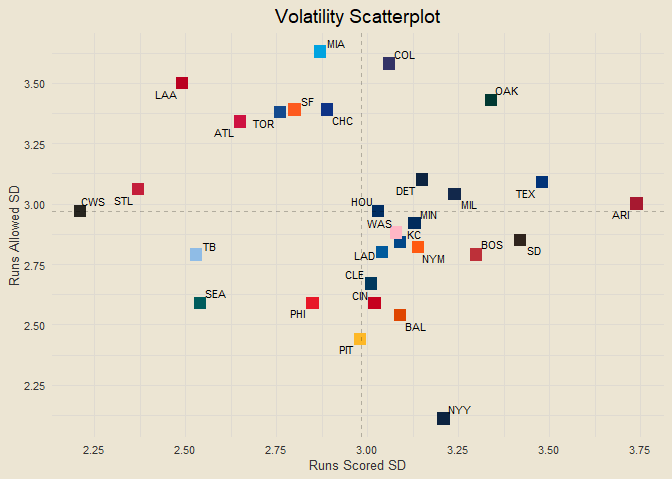 Volatility Scatterplot
MIA
COL
3.50
LAA
SF
OAK
TOR
CHC
ATL
3.25
DET
TEX
CWS
STL
HOU
MIL
3.00
ARI
WAS
MIN
KC
TB
LAD
NYM
BOS
SD
2.75
CLE
SEA
CIN
PHI
BAL
2.50
PIT
NYY
2.25
Runs Allowed SD
2.25
2.50
2.75
3.00
3.25
3.50
3.75
Runs Scored SD